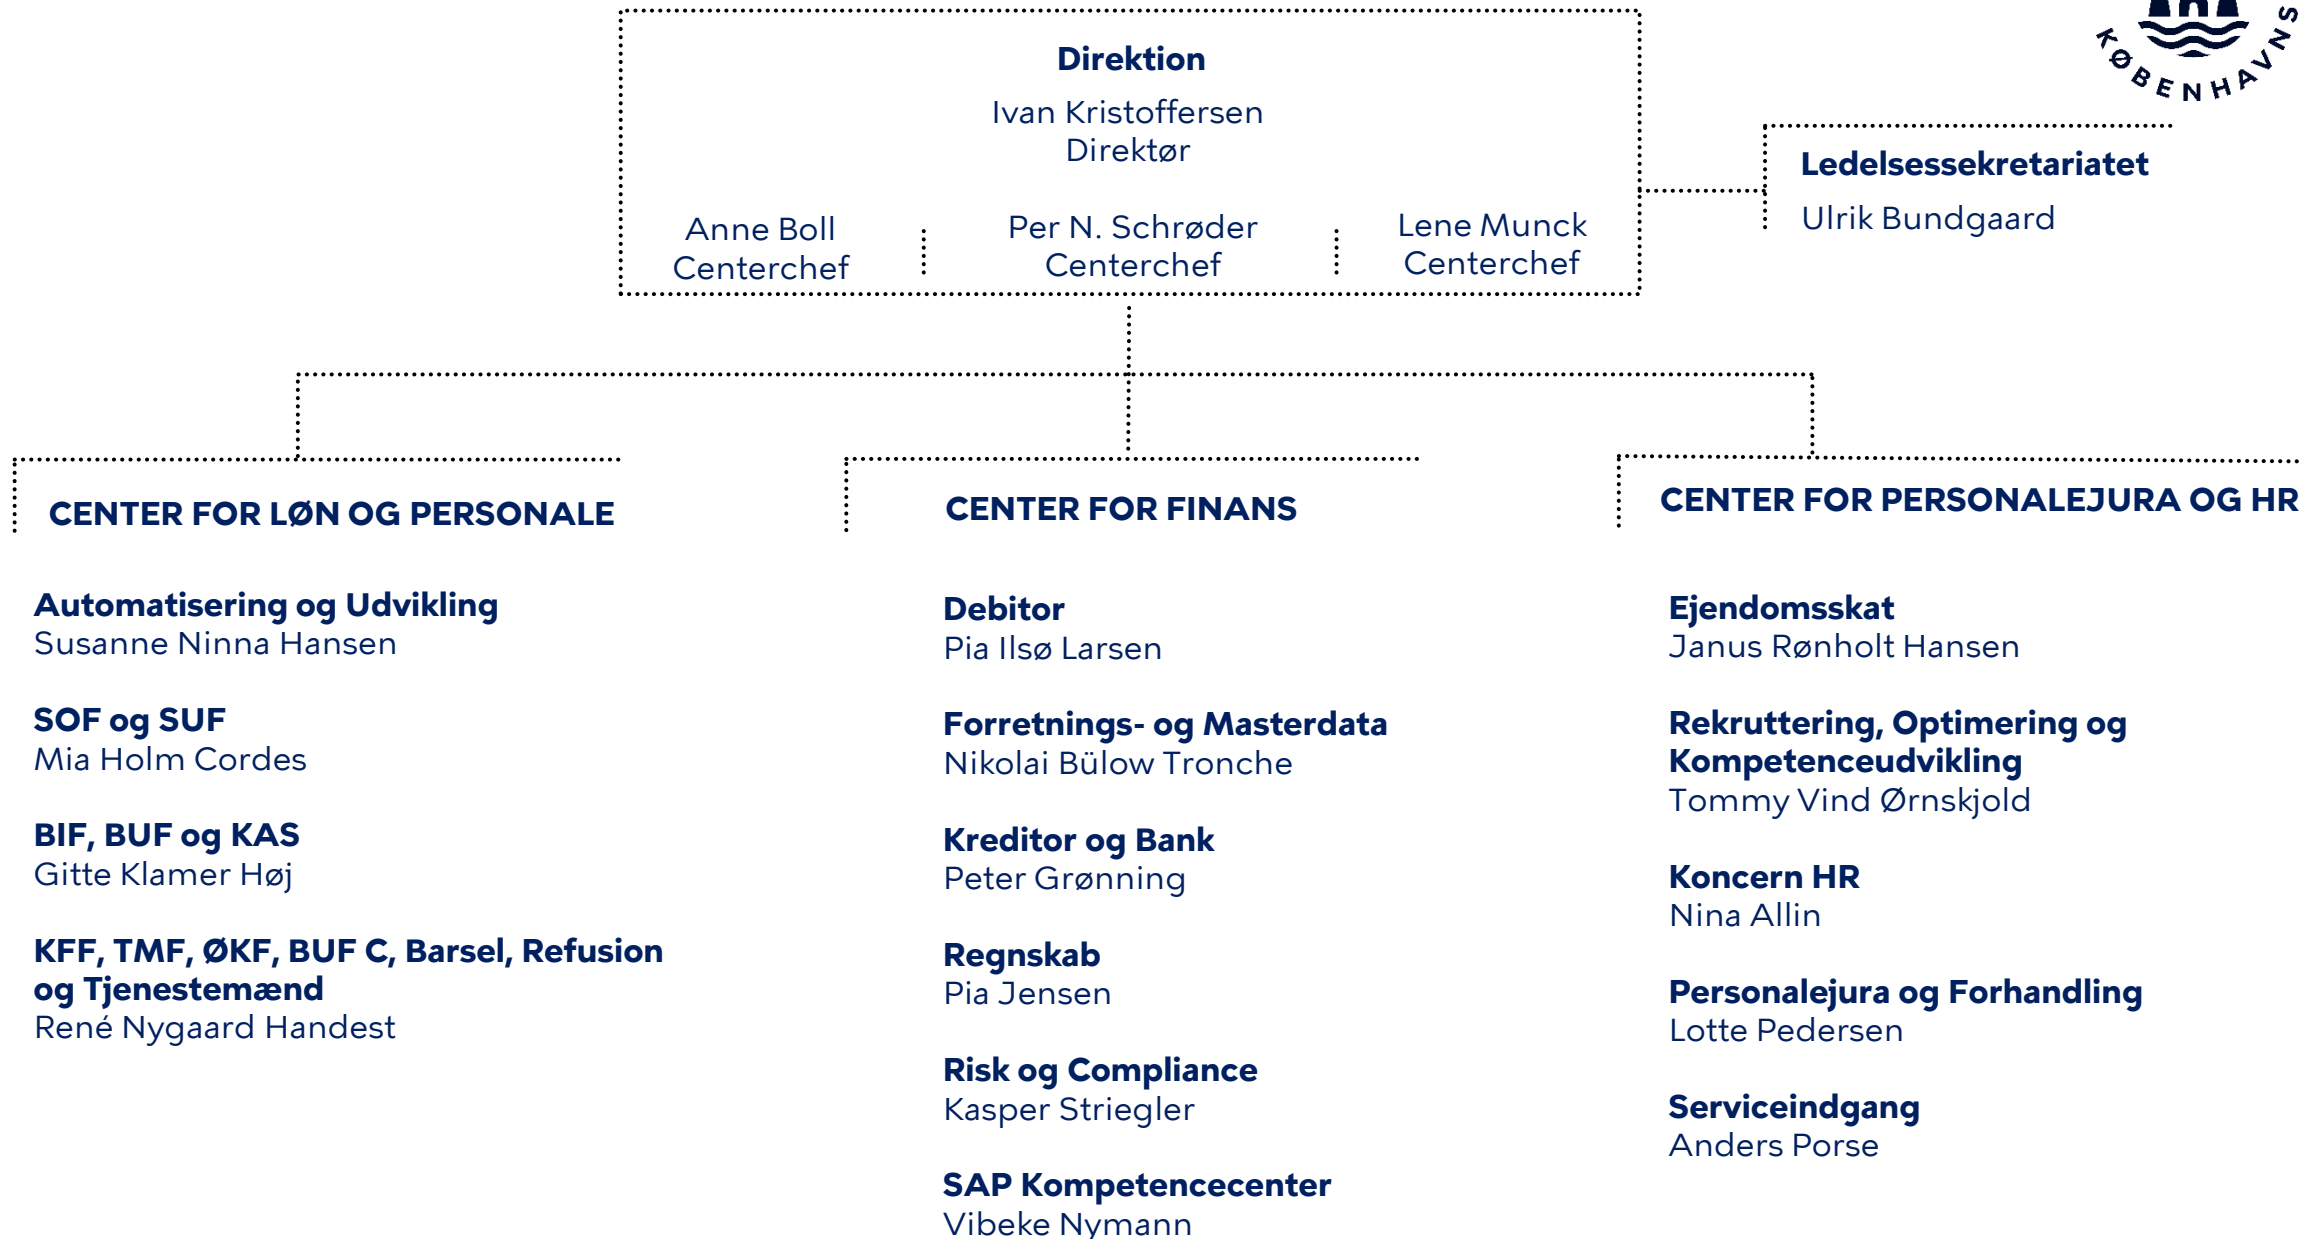 KØBENHAVNS
Direktion
Ivan Kristoffersen
Direktør
Anne Boll
Centerchef
Per N. Schrøder
Centerchef
Lene Munck
Centerchef
Ledelsessekretariatet
Ulrik Bundgaard
CENTER FOR LØN OG PERSONALE
Automatisering og Udvikling
Susanne Ninna Hansen
SOF og SUF
Mia Holm Cordes
BIF, BUF og KAS
Gitte Klamer Høj
KFF, TMF, ØKF, BUF C, Barsel, Refusion
og Tjenestemænd
René Nygaard Handest
CENTER FOR FINANS
Debitor
Pia Ilsø Larsen
Forretnings- og Masterdata
Nikolai Bülow Tronche
Kreditor og Bank
Peter Grønning
Regnskab
Pia Jensen
Risk og Compliance
Kasper Striegler
SAP Kompetencecenter
Vibeke Nymann
CENTER FOR PERSONALEJURA OG HR
Ejendomsskat
Janus Rønholt Hansen
Rekruttering, Optimering og
Kompetenceudvikling
Tommy Vind Ørnskjold
Koncern HR
Nina Allin
Personalejura og Forhandling
Lotte Pedersen
Serviceindgang
Anders Porse